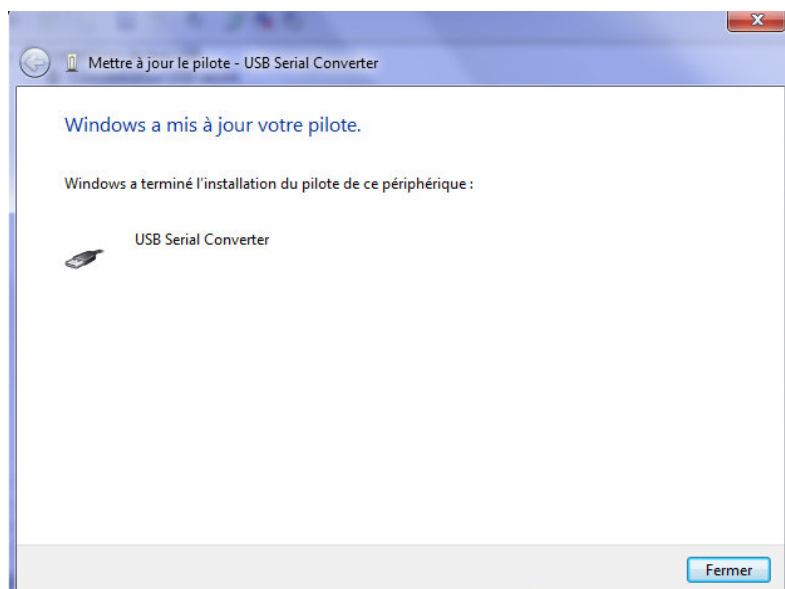 Mettre à jour le pilote - USB Serial Converter
Windows a mis à jour votre pilote.
Windows a terminé l'installation du pilote de ce périphérique :
USB Serial Converter
Fermer